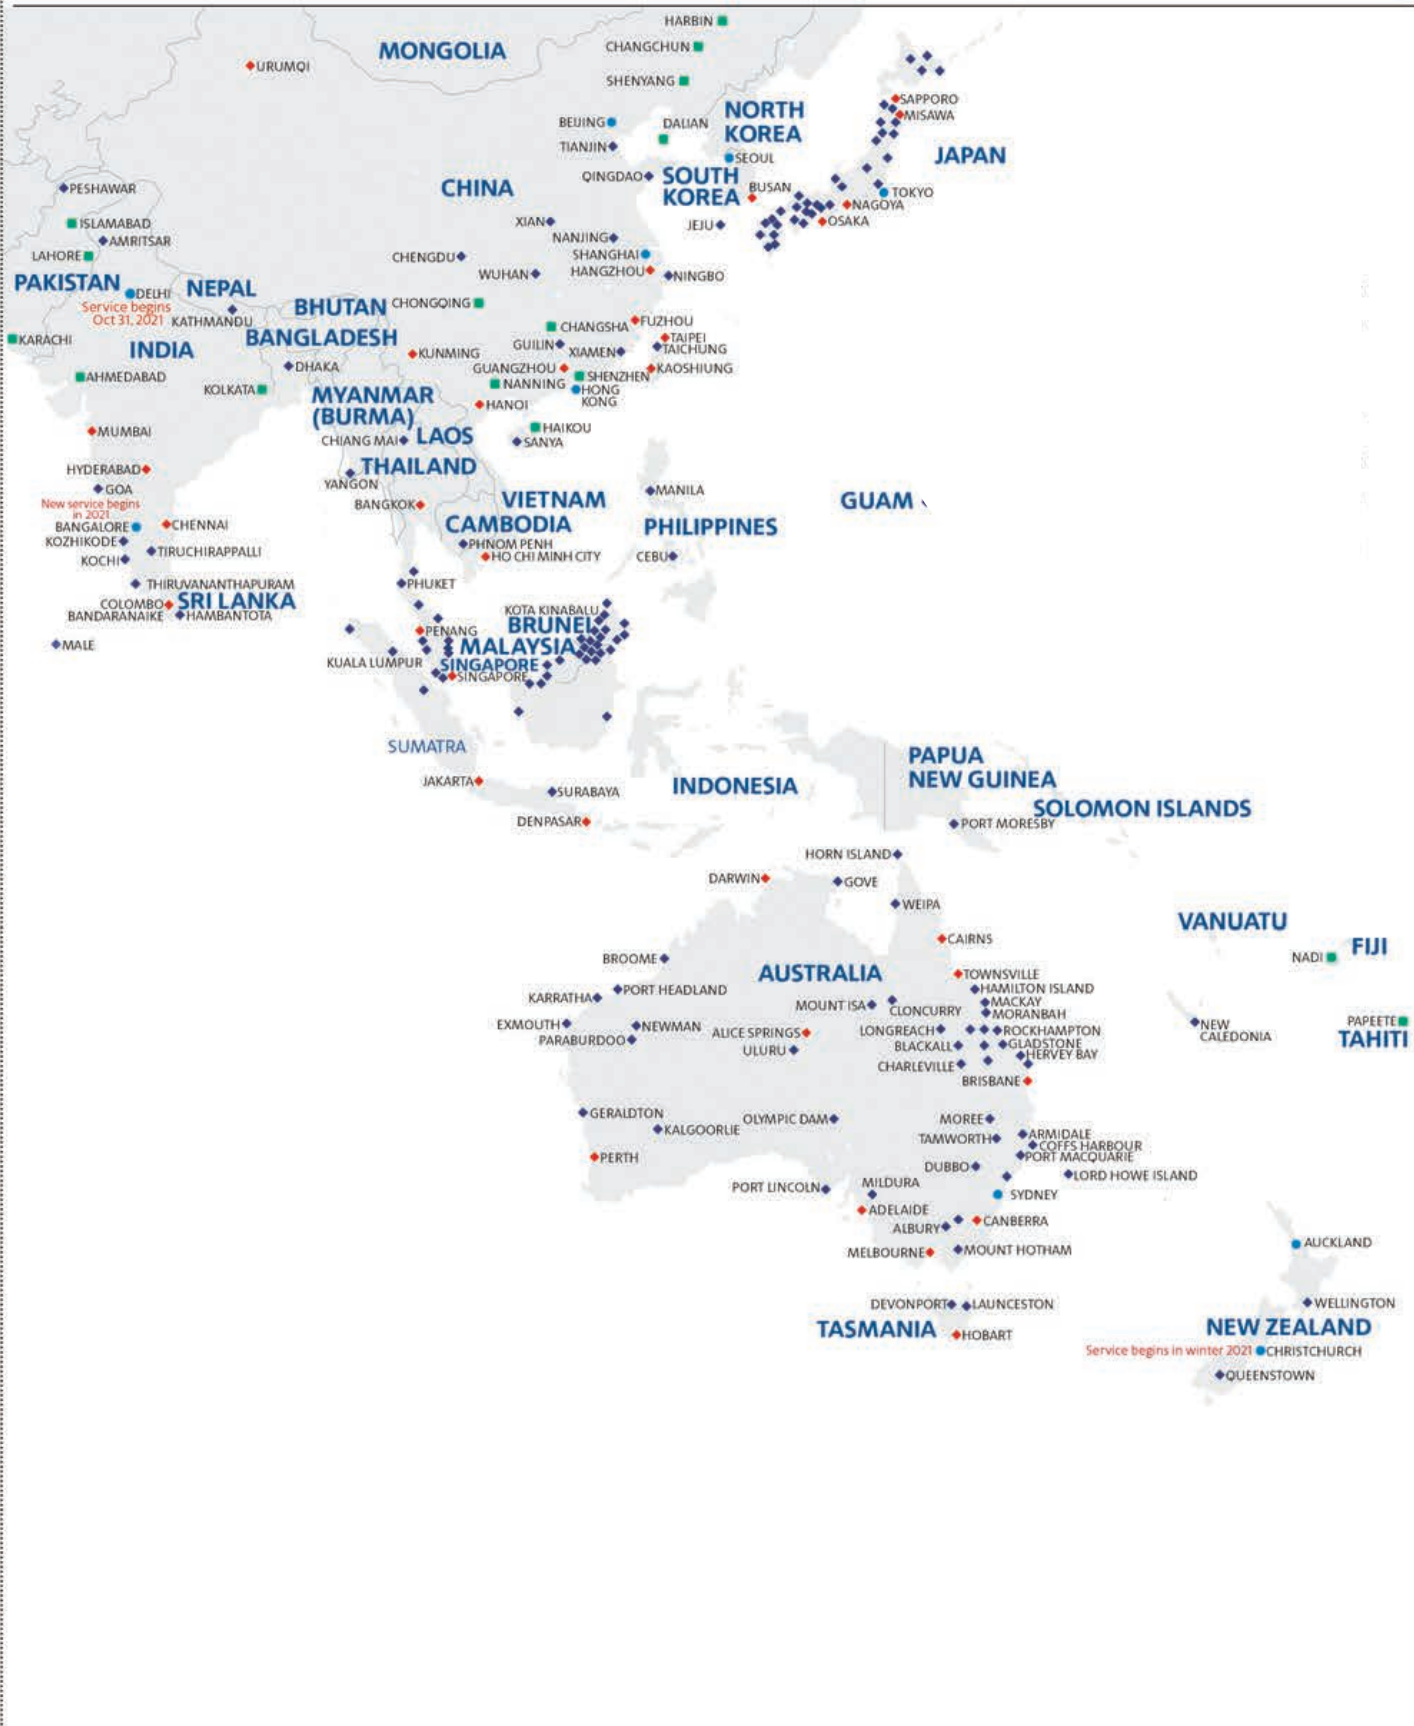 HARBIN
MONGOLIA
CHANGCHUN
URUMQI
SHENYANG
SAPPORO
NORTH
KOREA
MISAWA
BEIJING
DALIAN
TIANJIN
JAPAN
SEOUL
QINGDAO
SOUTH
KOREA
CHINA
BUSAN
PESHAWAR
TOKYO
NAGOYA
ISLAMABAD
XIAN
JEJU
OSAKA
AMRITSAR
NANJING
LAHORE
CHENGDU
SHANGHAI
WUHAN
HANGZHOU
NINGBO
PAKISTAN
NEPAL
DELHI
Service begins
Oct 31, 2021
BHUTAN
CHONGQING
KATHMANDU
FUZHOU
CHANGSHA
KARACHI
BANGLADESH
TAIPEI
INDIA
GUILIN
XIAMEN
TAICHUNG
KUNMING
DHAKA
GUANGZHOU
KAOSHIUNG
AHMEDABAD
SHENZHEN
NANNING
KOLKATA
HONG
KONG
MYANMAR
(BURMA)
HANOI
MUMBAI
HAIKOU
CHIANG MAI
LAOS
SANYA
HYDERABAD
THAILAND
YANGON
GOA
MANILA
New service begins
in 2021
BANGKOK
VIETNAM
GUAM
BANGALORE
CHENNAI
CAMBODIA
PHILIPPINES
KOZHIKODE
TIRUCHIRAPPALLI
PHNOM PENH
KOCHI
HO CHI MINH CITY
CEBU
THIRUVANANTHAPURAM
PHUKET
COLOMBO
BANDARANAIKE
SRI LANKA
HAMBANTOTA
KOTA KINABALU
BRUNEI
PENANG
MALE
MALAYSIA
KUALA LUMPUR
SINGAPORE
SINGAPORE
SUMATRA
PAPUA
NEW GUINEA
JAKARTA
SURABAYA
INDONESIA
SOLOMON ISLANDS
DENPASAR
PORT MORESBY
HORN ISLAND
DARWIN
GOVE
WEIPA
VANUATU
CAIRNS
FIJI
NADI
BROOME
AUSTRALIA
TOWNSVILLE
PORT HEADLAND
HAMILTON ISLAND
KARRATHA
MOUNT ISA
MACKAY
CLONCURRY
MORANBAH
EXMOUTH
NEWMAN
ALICE SPRINGS
LONGREACH
ROCKHAMPTON
NEW
CALEDONIA
PAPEETE
TAHITI
PARABURDOO
ULURU
BLACKALL
GLADSTONE
HERVEY BAY
CHARLEVILLE
BRISBANE
GERALDTON
OLYMPIC DAM
MOREE
KALGOORLIE
TAMWORTH
ARMIDALE
COFFS HARBOUR
PERTH
PORT MACQUARIE
DUBBO
LORD HOWE ISLAND
PORT LINCOLN
MILDURA
SYDNEY
ADELAIDE
CANBERRA
ALBURY
MELBOURNE
MOUNT HOTHAM
AUCKLAND
DEVONPORT
LAUNCESTON
WELLINGTON
TASMANIA
HOBART
NEW ZEALAND
Service begins in winter 2021
CHRISTCHURCH
QUEENSTOWN